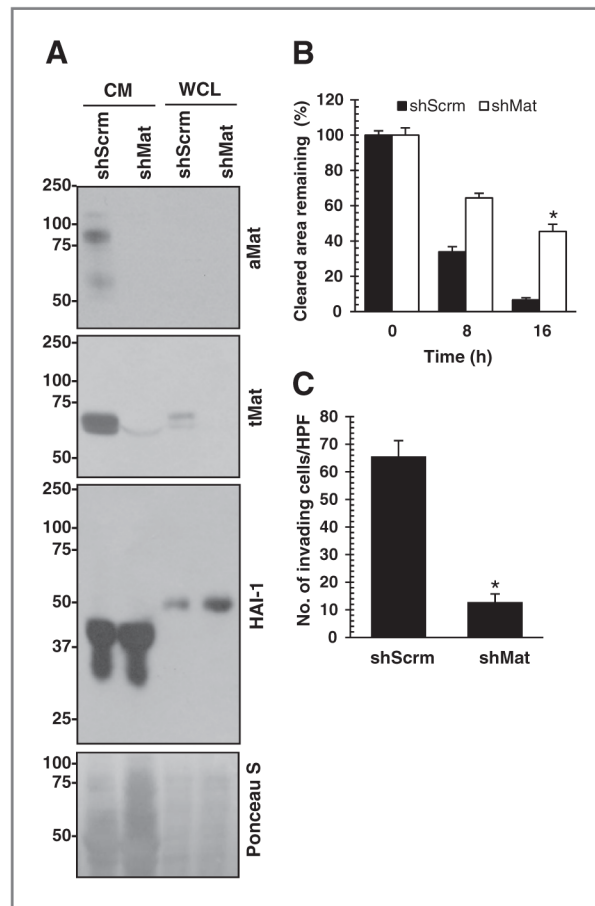 A
CM WCL
shScrm shMat shScrm shMat
250
100
75
50
aMat
250
100
75
50
tMat
250
100
75
50
37
25
HAI-1
100
75
50
Ponceau S
B
shScrm shMat
Cleared area remaining (%)
120
100
80
60
40
20
0
*
0 8 16
Time (h)
C
No. of invading cells/HPF
80
70
60
50
40
30
20
10
0
*
shScrm shMat